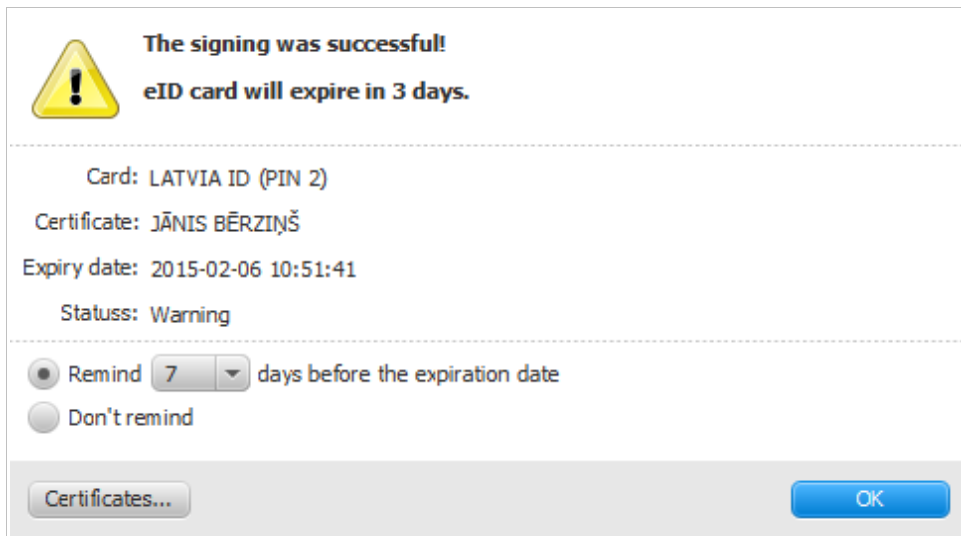 The signing was successful!
eID card will expire in 3 days.
Card: LATVIA ID (PIN 2)
Certificate: JĀNIS BĒRZIŅŠ
Expiry date: 2015-02-06 10:51:41
Statuss: Warning
Remind 7 days before the expiration date
Don't remind
Certificates... OK